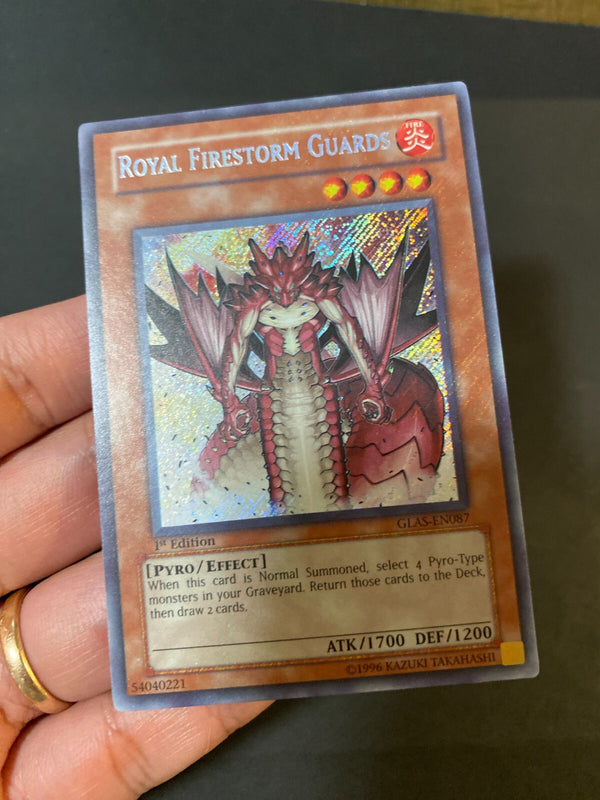 ROYAL FIRESTORM GUARDS
FIRE
炎
GLAS-EN087
1st Edition
[PYRO/EFFECT]
When this card is Normal Summoned, select 4 Pyro-Type
monsters in your Graveyard. Return those cards to the Deck,
then draw 2 cards.
ATK/1700 DEF/1200
54040221
©1996 KAZUKI TAKAHASHI